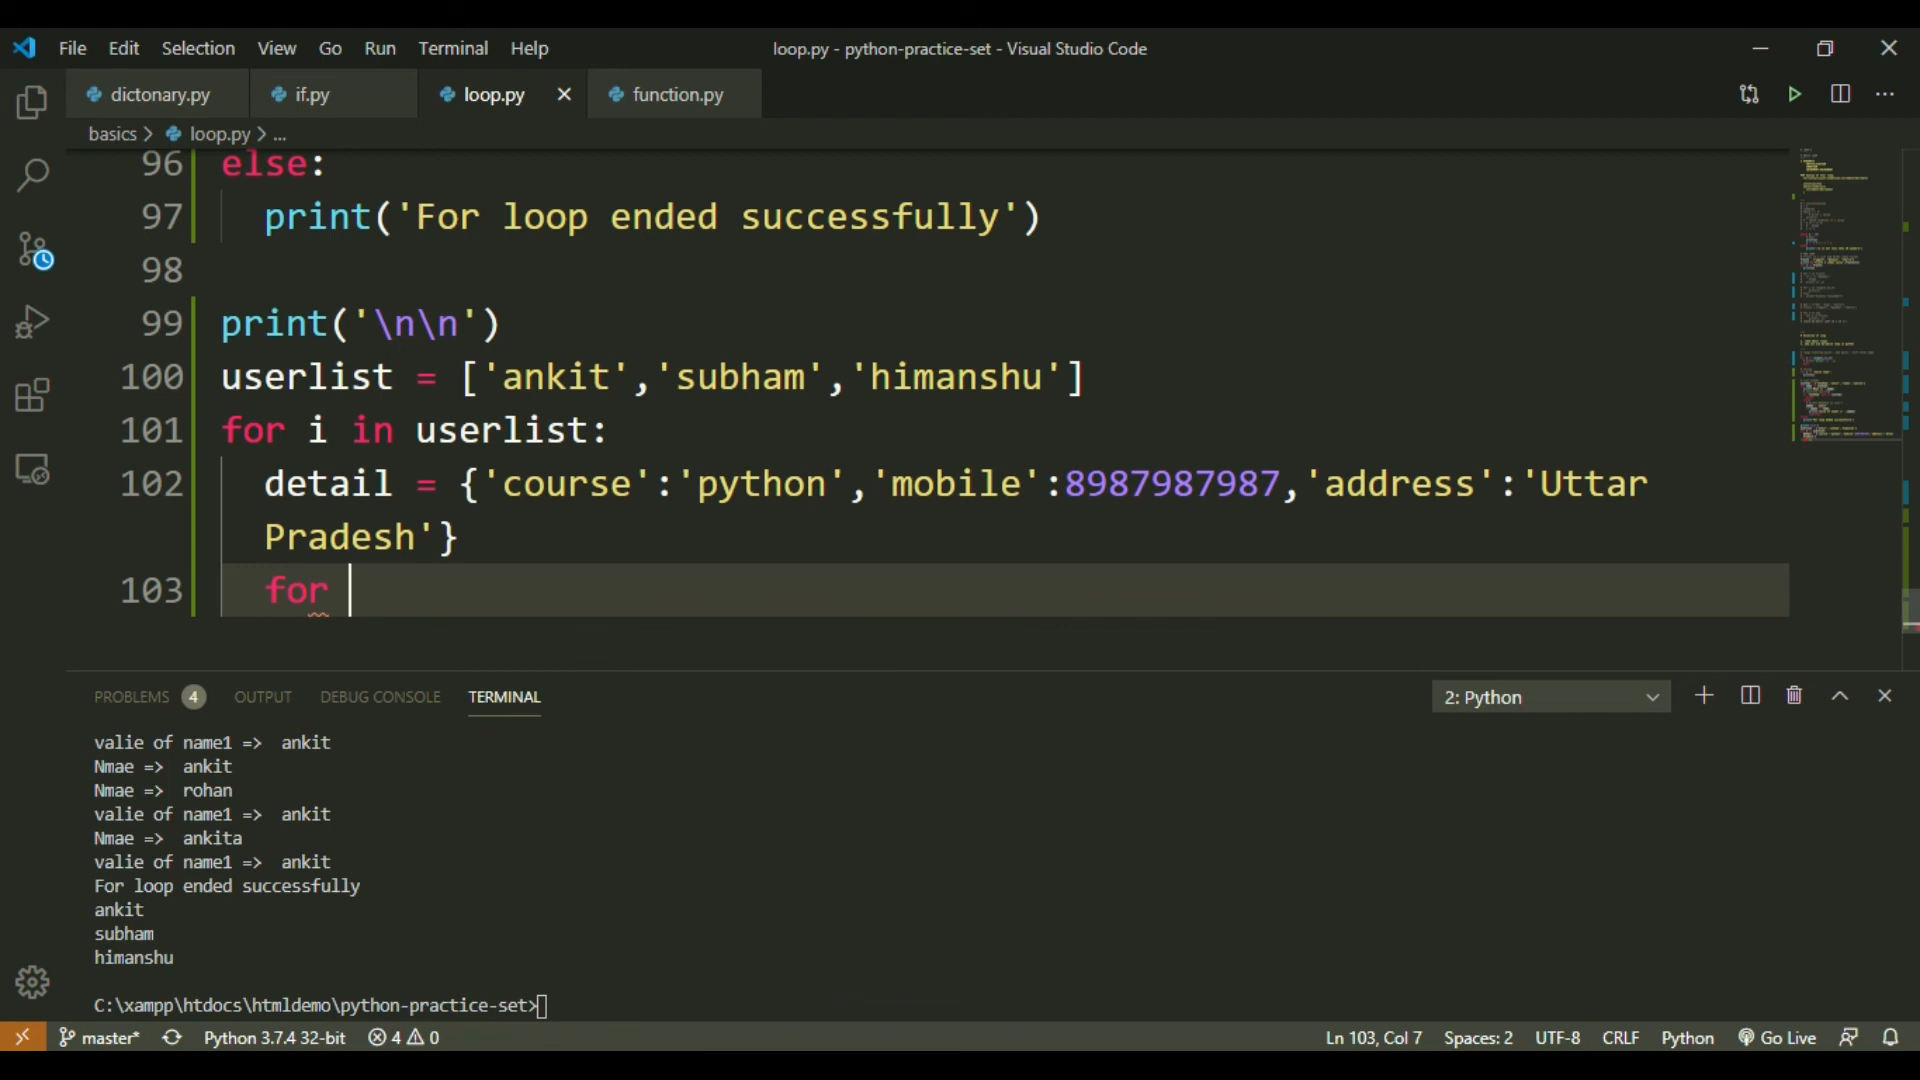 File Edit Selection View Go Run Terminal Help
loop.py - python-practice-set - Visual Studio Code
dictonary.py if.py loop.py function.py
basics > loop.py > ...
96 else:
97 print('For loop ended successfully')
98
99 print('\n\n')
100 userlist = ['ankit','subham','himanshu']
101 for i in userlist:
102 detail = {'course':'python','mobile':8987987987,'address':'Uttar
Pradesh'}
103 for
PROBLEMS 4 OUTPUT DEBUG CONSOLE TERMINAL
2: Python
valie of name1 => ankit
Nmae => ankit
Nmae => rohan
valie of name1 => ankit
Nmae => ankita
valie of name1 => ankit
For loop ended successfully
ankit
subham
himanshu
C:\xampp\htdocs\htmldemo\python-practice-set>
master* Python 3.7.4 32-bit 4 0 Ln 103, Col 7 Spaces: 2 UTF-8 CRLF Python Go Live